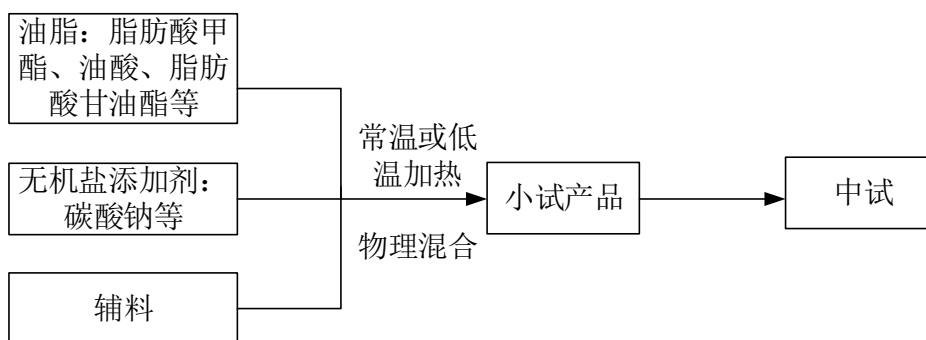 油脂：脂肪酸甲
酯、油酸、脂肪
酸甘油酯等
无机盐添加剂：
碳酸钠等
辅料
常温或低
温加热
物理混合
小试产品
中试